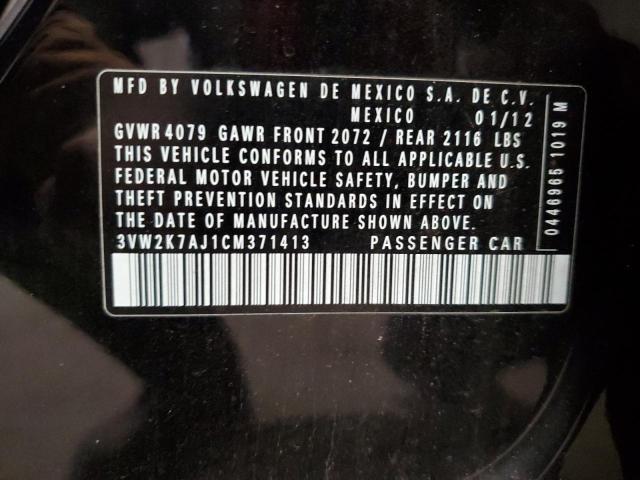 MFD BY VOLKSWAGEN DE MEXICO S.A. DE C.V.
MEXICO 01/12
GVWR 4079 GAWR FRONT 2072 / REAR 2116 LBS
THIS VEHICLE CONFORMS TO ALL APPLICABLE U.S.
FEDERAL MOTOR VEHICLE SAFETY, BUMPER AND
THEFT PREVENTION STANDARDS IN EFFECT ON
THE DATE OF MANUFACTURE SHOWN ABOVE.
3VW2K7AJ1CM371413 PASSENGER CAR
0446965 1019 M